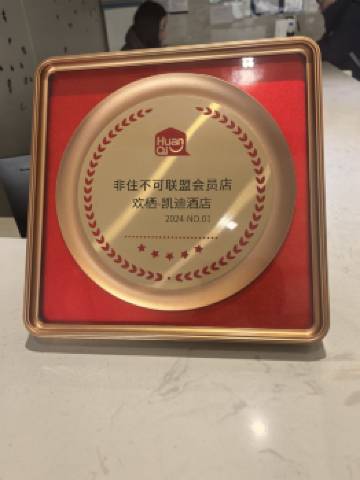 Huan
Qi
非住不可联盟会员店
欢栖·凯迪酒店
2024-NO.01